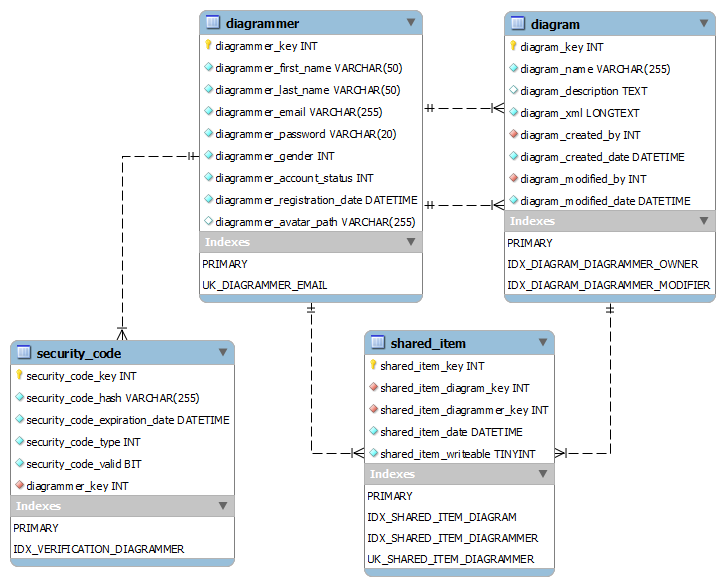 diagrammer
diagrammer_key INT
diagrammer_first_name VARCHAR(50)
diagrammer_last_name VARCHAR(50)
diagrammer_email VARCHAR(255)
diagrammer_password VARCHAR(20)
diagrammer_gender INT
diagrammer_account_status INT
diagrammer_registration_date DATETIME
diagrammer_avatar_path VARCHAR(255)
Indexes
PRIMARY
UK_DIAGRAMMER_EMAIL
diagram
diagram_key INT
diagram_name VARCHAR(255)
diagram_description TEXT
diagram_xml LONGTEXT
diagram_created_by INT
diagram_created_date DATETIME
diagram_modified_by INT
diagram_modified_date DATETIME
Indexes
PRIMARY
IDX_DIAGRAM_DIAGRAMMER_OWNER
IDX_DIAGRAM_DIAGRAMMER_MODIFIER
security_code
security_code_key INT
security_code_hash VARCHAR(255)
security_code_expiration_date DATETIME
security_code_type INT
security_code_valid BIT
diagrammer_key INT
Indexes
PRIMARY
IDX_VERIFICATION_DIAGRAMMER
shared_item
shared_item_key INT
shared_item_diagram_key INT
shared_item_diagrammer_key INT
shared_item_date DATETIME
shared_item_writeable TINYINT
Indexes
PRIMARY
IDX_SHARED_ITEM_DIAGRAM
IDX_SHARED_ITEM_DIAGRAMMER
UK_SHARED_ITEM_DIAGRAMMER